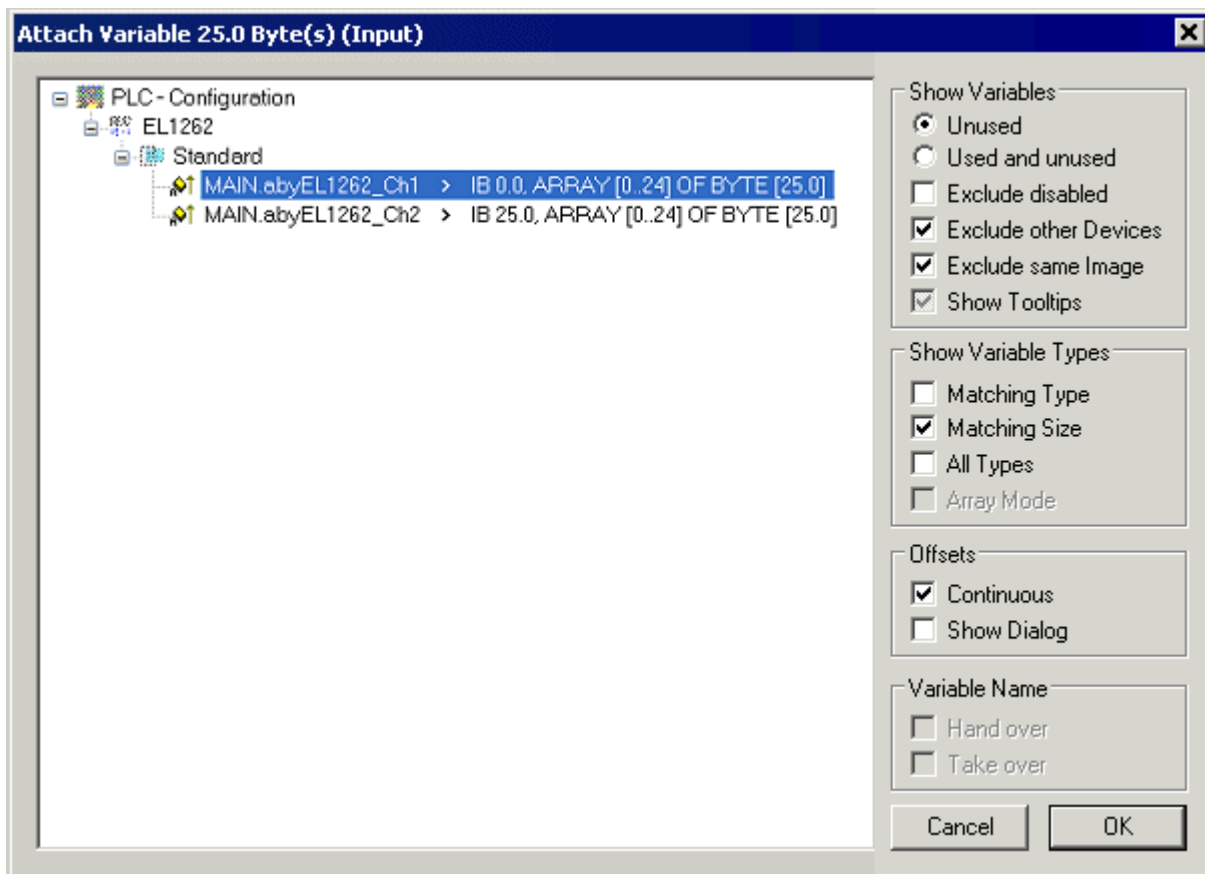 Attach Variable 25.0 Byte(s) (Input)
PLC - Configuration
EL1262
Standard
MAIN.abyEL1262_Ch1 > IB 0.0, ARRAY [0..24] OF BYTE [25.0]
MAIN.abyEL1262_Ch2 > IB 25.0, ARRAY [0..24] OF BYTE [25.0]
Show Variables
Unused
Used and unused
Exclude disabled
Exclude other Devices
Exclude same Image
Show Tooltips
Show Variable Types
Matching Type
Matching Size
All Types
Array Mode
Offsets
Continuous
Show Dialog
Variable Name
Hand over
Take over
Cancel OK